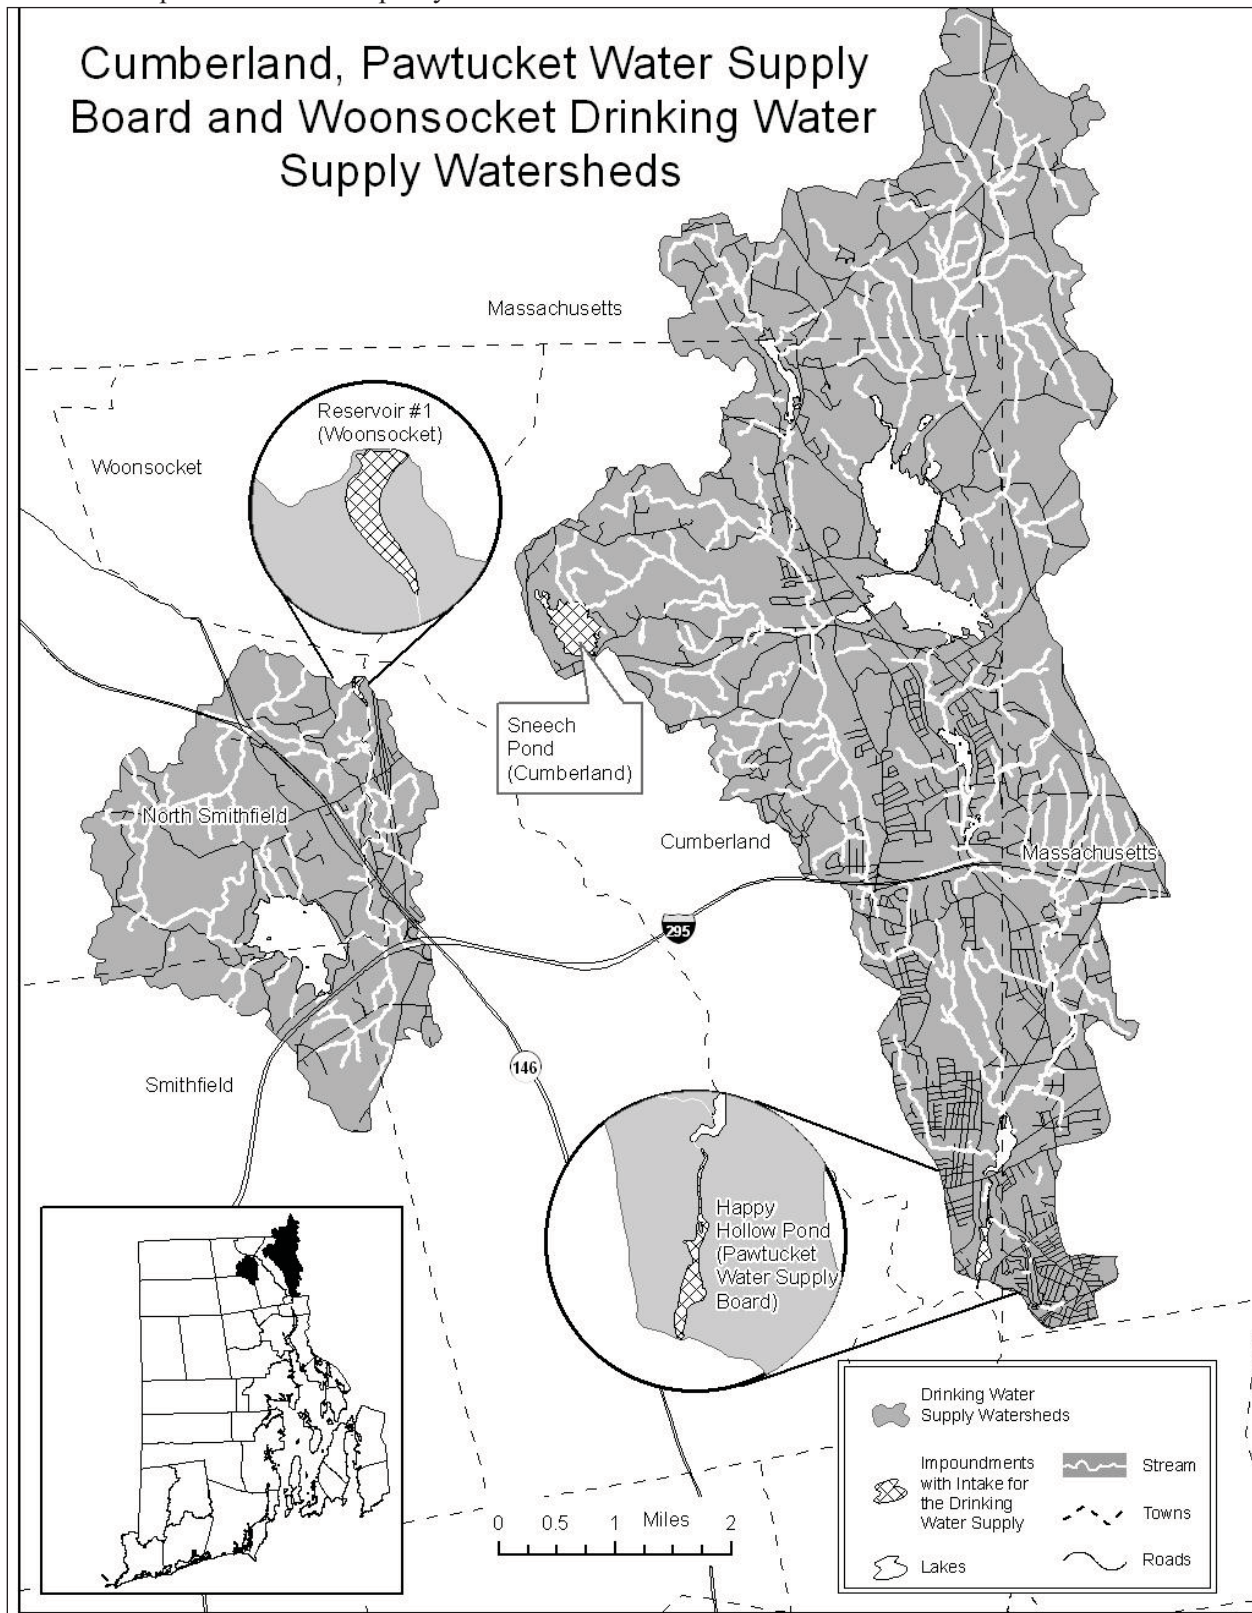 Cumberland, Pawtucket Water Supply
Board and Woonsocket Drinking Water
Supply Watersheds
Massachusetts
Reservoir #1
(Woonsocket)
Woonsocket
Sneech
Pond
(Cumberland)
North Smithfield
Cumberland
Massachusetts
295
146
Smithfield
Happy
Hollow Pond
(Pawtucket
Water Supply
Board)
Drinking Water
Supply Watersheds
Impoundments
with Intake for
the Drinking
Water Supply
Lakes
Stream
Towns
Roads
0 0.5 1 Miles 2